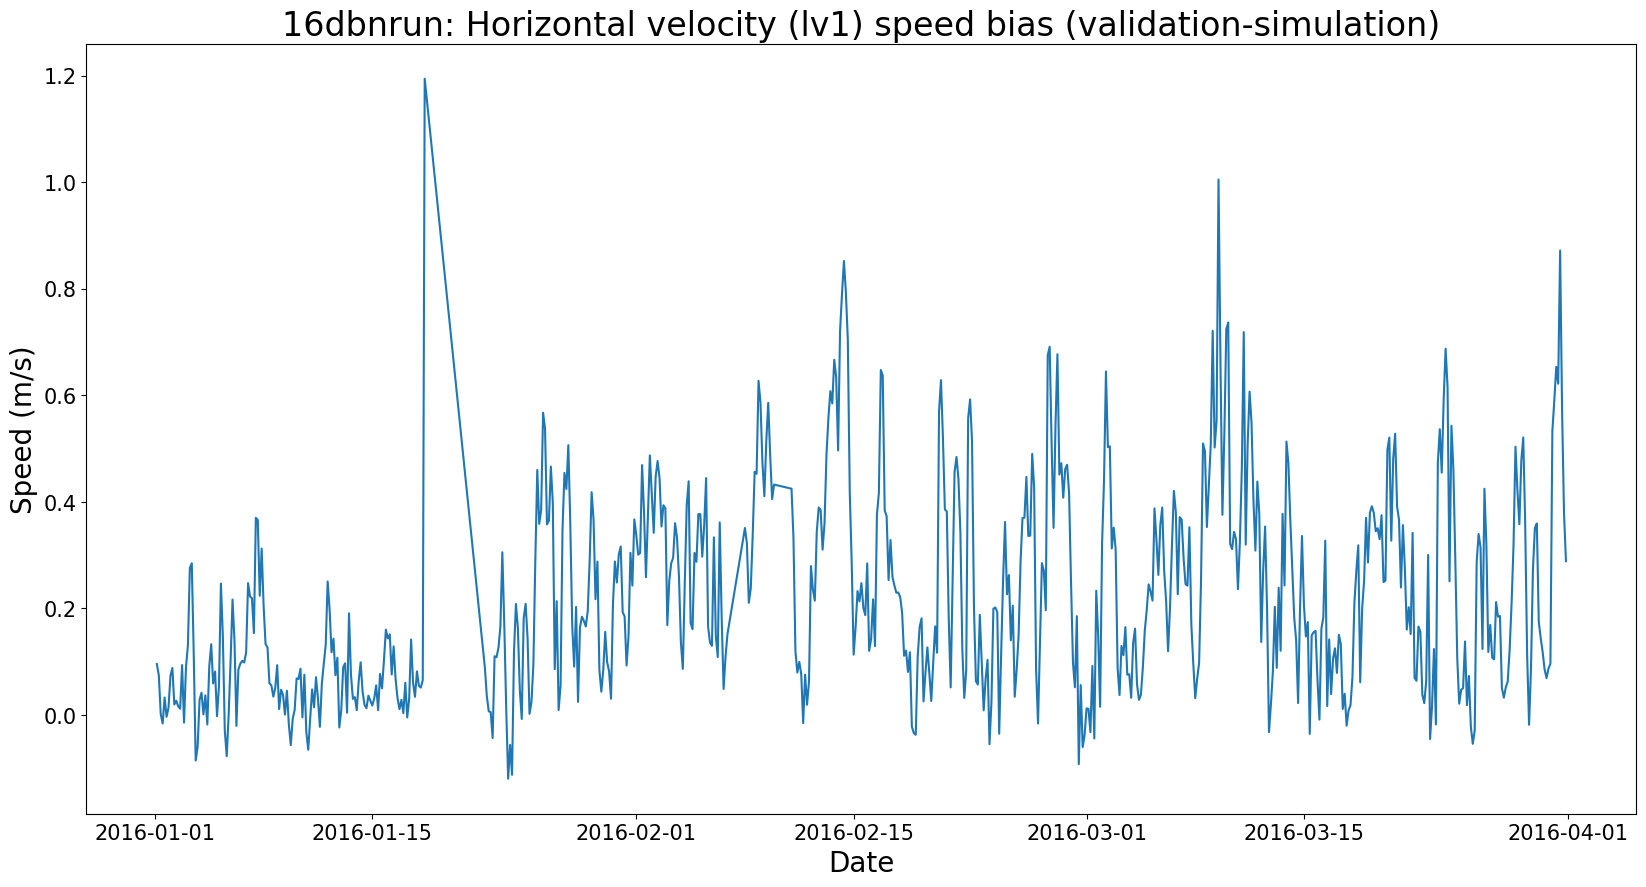 16dbnrun: Horizontal velocity (lv1) speed bias (validation-simulation)
1.2
1.0
0.8
0.6
0.4
0.2
0.0
Speed (m/s)
2016-01-01 2016-01-15 2016-02-01 2016-02-15 2016-03-01 2016-03-15 2016-04-01
Date